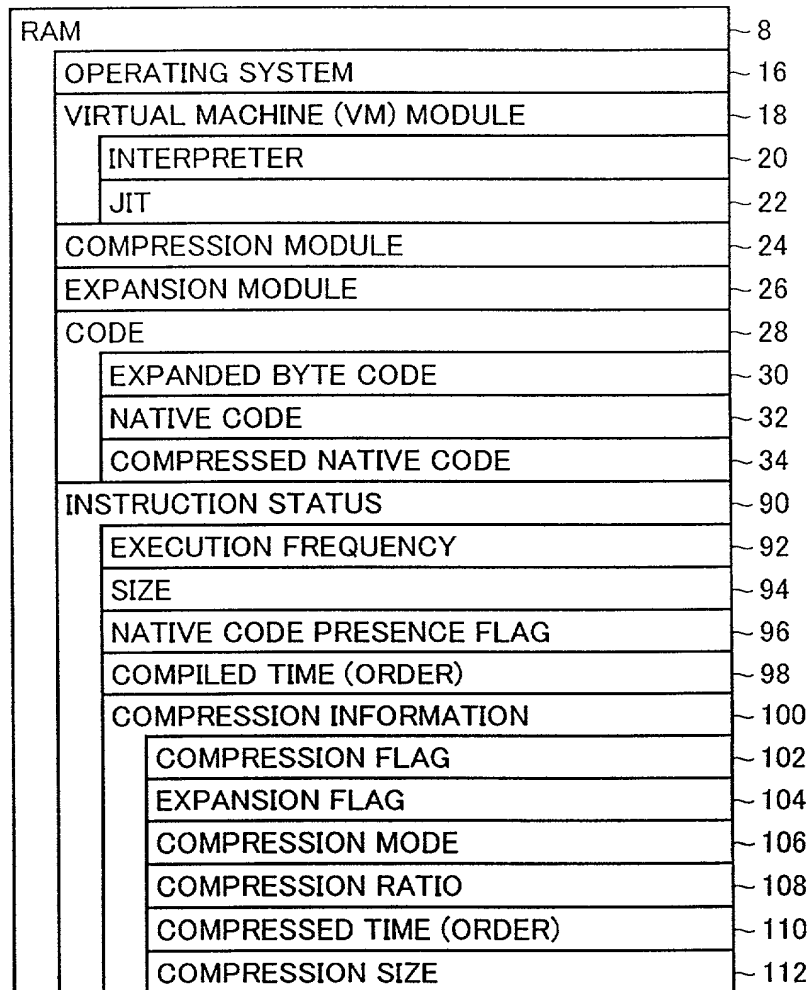 RAM ~8
OPERATING SYSTEM ~16
VIRTUAL MACHINE (VM) MODULE ~18
INTERPRETER ~20
JIT ~22
COMPRESSION MODULE ~24
EXPANSION MODULE ~26
CODE ~28
EXPANDED BYTE CODE ~30
NATIVE CODE ~32
COMPRESSED NATIVE CODE ~34
INSTRUCTION STATUS ~90
EXECUTION FREQUENCY ~92
SIZE ~94
NATIVE CODE PRESENCE FLAG ~96
COMPILED TIME (ORDER) ~98
COMPRESSION INFORMATION ~100
COMPRESSION FLAG ~102
EXPANSION FLAG ~104
COMPRESSION MODE ~106
COMPRESSION RATIO ~108
COMPRESSED TIME (ORDER) ~110
COMPRESSION SIZE ~112